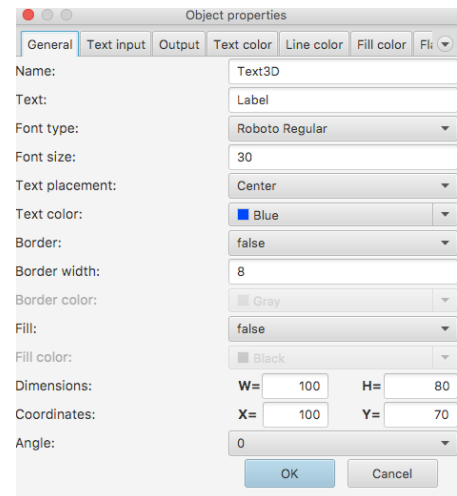 Object properties
General Text input Output Text color Line color Fill color
Name: Text3D
Text: Label
Font type: Roboto Regular
Font size: 30
Text placement: Center
Text color: Blue
Border: false
Border width: 8
Border color: Gray
Fill: false
Fill color: Black
Dimensions: W= 100 H= 80
Coordinates: X= 100 Y= 70
Angle: 0
OK Cancel